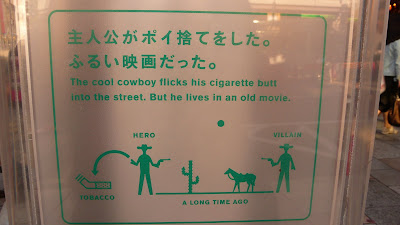 主人公がポイ捨てをした。
ふるい映画だった。
The cool cowboy flicks his cigarette butt
into the street. But he lives in an old movie.
HERO
VILLAIN
TOBACCO
A LONG TIME AGO